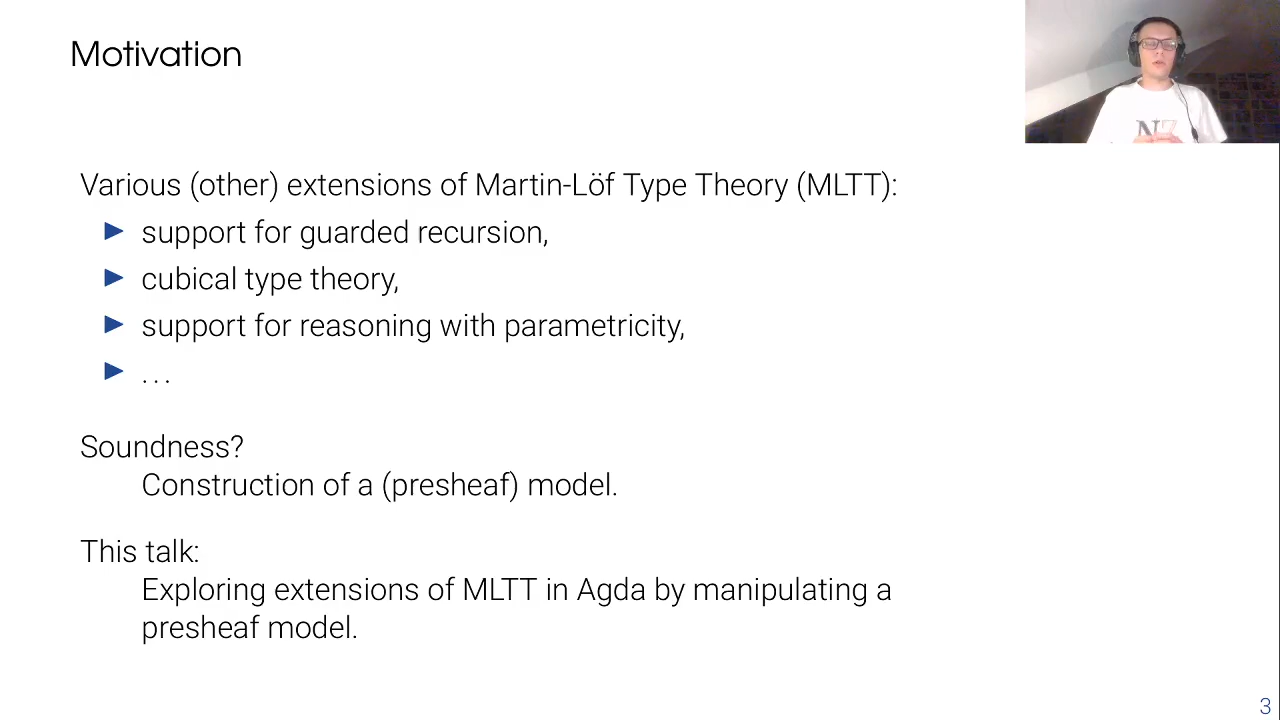 Motivation
Various (other) extensions of Martin-Löf Type Theory (MLTT):
▶ support for guarded recursion,
▶ cubical type theory,
▶ support for reasoning with parametricity,
▶ ...
Soundness?
Construction of a (presheaf) model.
This talk:
Exploring extensions of MLTT in Agda by manipulating a
presheaf model.
3